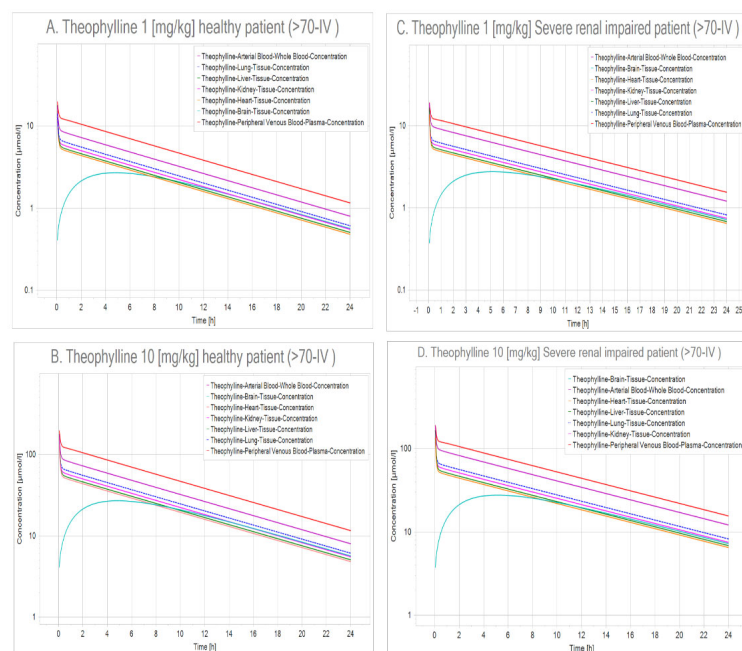 A. Theophylline 1 [mg/kg] healthy patient (>70-IV )
Theophylline-Arterial Blood-Whole Blood-Concentration
Theophylline-Lung-Tissue-Concentration
Theophylline-Liver-Tissue-Concentration
Theophylline-Kidney-Tissue-Concentration
Theophylline-Heart-Tissue-Concentration
Theophylline-Brain-Tissue-Concentration
Theophylline-Peripheral Venous Blood-Plasma-Concentration
Concentration [µmol/l]
10
1
0.1
0 2 4 6 8 10 12 14 16 18 20 22 24
Time [h]
C. Theophylline 1 [mg/kg] Severe renal impaired patient (>70-IV )
Theophylline-Arterial Blood-Whole Blood-Concentration
Theophylline-Brain-Tissue-Concentration
Theophylline-Heart-Tissue-Concentration
Theophylline-Kidney-Tissue-Concentration
Theophylline-Liver-Tissue-Concentration
Theophylline-Lung-Tissue-Concentration
Theophylline-Peripheral Venous Blood-Plasma-Concentration
Concentration [µmol/l]
10
1
0.1
-1 0 1 2 3 4 5 6 7 8 9 10 11 12 13 14 15 16 17 18 19 20 21 22 23 24 25
Time [h]
B. Theophylline 10 [mg/kg] healthy patient (>70-IV )
Theophylline-Arterial Blood-Whole Blood-Concentration
Theophylline-Brain-Tissue-Concentration
Theophylline-Heart-Tissue-Concentration
Theophylline-Kidney-Tissue-Concentration
Theophylline-Liver-Tissue-Concentration
Theophylline-Lung-Tissue-Concentration
Theophylline-Peripheral Venous Blood-Plasma-Concentration
Concentration [µmol/l]
100
10
1
0 2 4 6 8 10 12 14 16 18 20 22 24
Time [h]
D. Theophylline 10 [mg/kg] Severe renal impaired patient (>70-IV )
Theophylline-Brain-Tissue-Concentration
Theophylline-Arterial Blood-Whole Blood-Concentration
Theophylline-Heart-Tissue-Concentration
Theophylline-Liver-Tissue-Concentration
Theophylline-Lung-Tissue-Concentration
Theophylline-Kidney-Tissue-Concentration
Theophylline-Peripheral Venous Blood-Plasma-Concentration
Concentration [µmol/l]
100
10
1
0 2 4 6 8 10 12 14 16 18 20 22 24
Time [h]